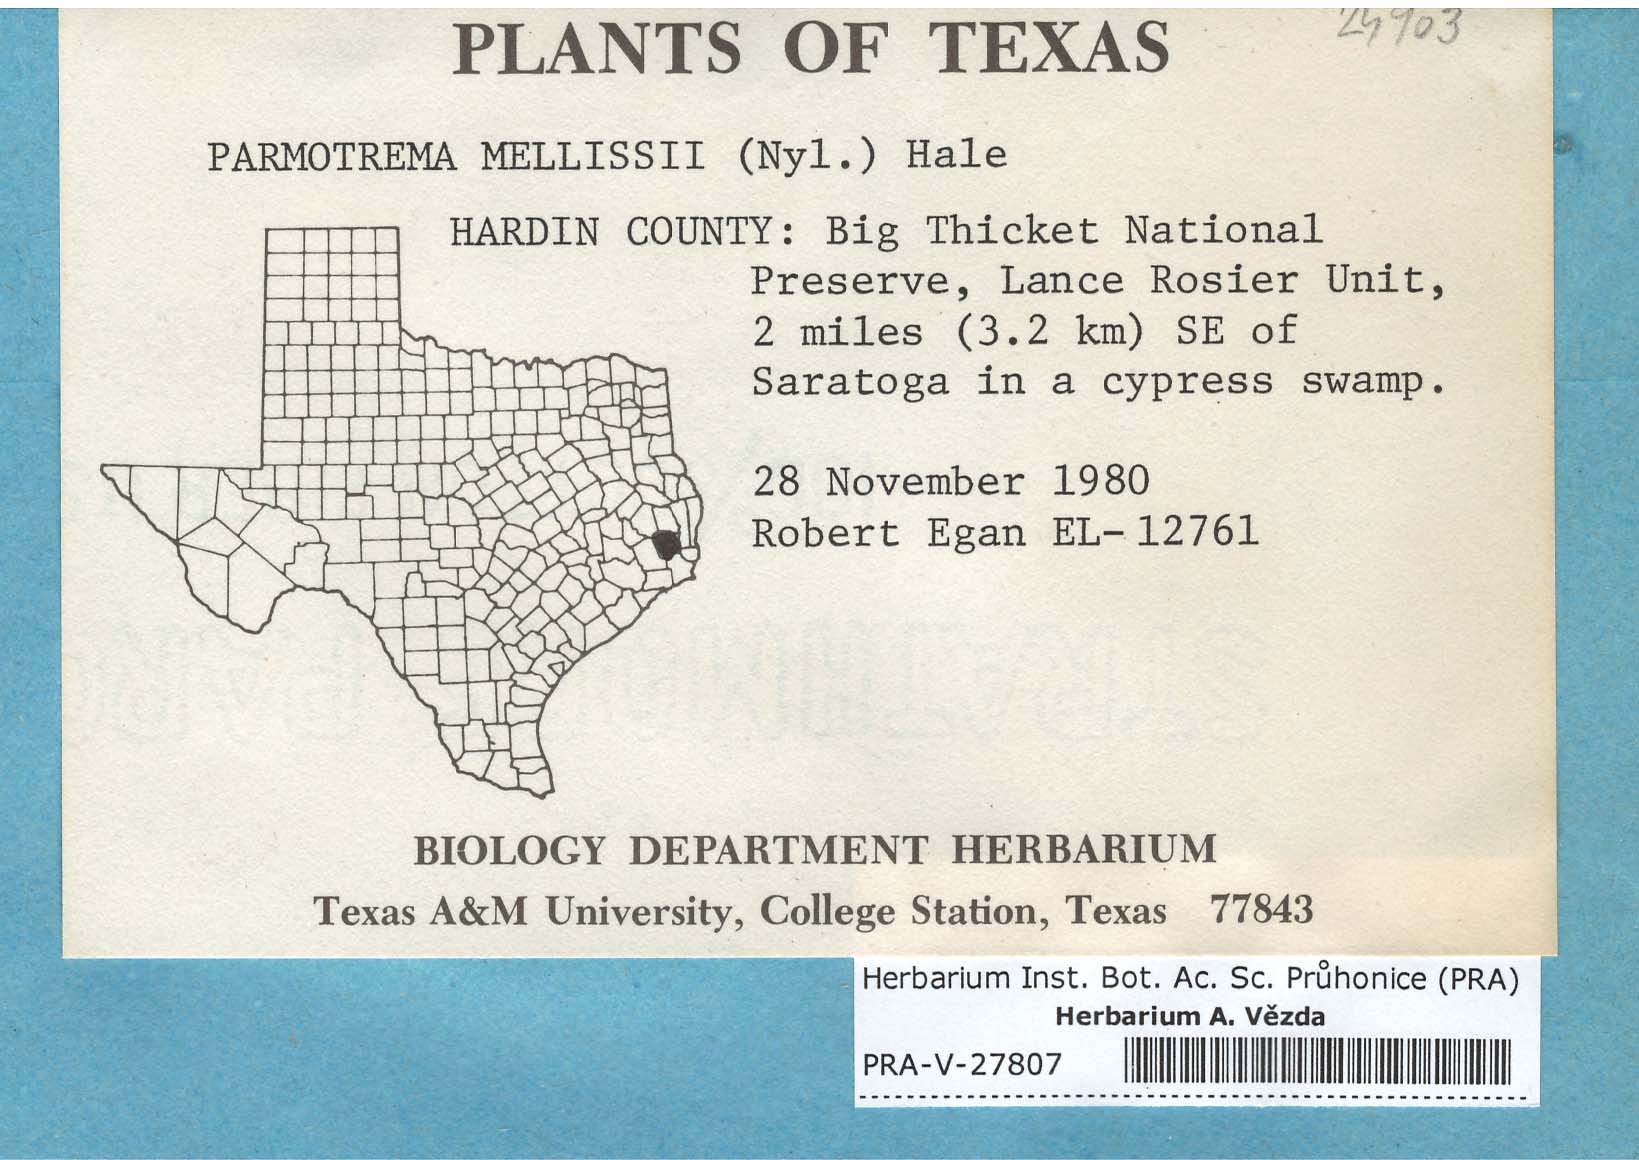 24903
PLANTS OF TEXAS
PARMOTREMA MELLISSII (Nyl.) Hale
HARDIN COUNTY: Big Thicket National
Preserve, Lance Rosier Unit,
2 miles (3.2 km) SE of
Saratoga in a cypress swamp.
28 November 1980
Robert Egan EL-12761
BIOLOGY DEPARTMENT HERBARIUM
Texas A&M University, College Station, Texas 77843
Herbarium Inst. Bot. Ac. Sc. Průhonice (PRA)
Herbarium A. Vězda
PRA-V-27807